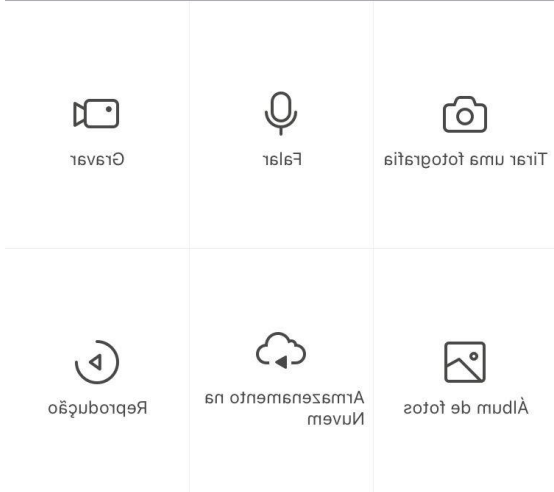 Tirar uma fotografia
Falar
Gravar
Álbum de fotos
Armazenamento na
Nuvem
Reprodução